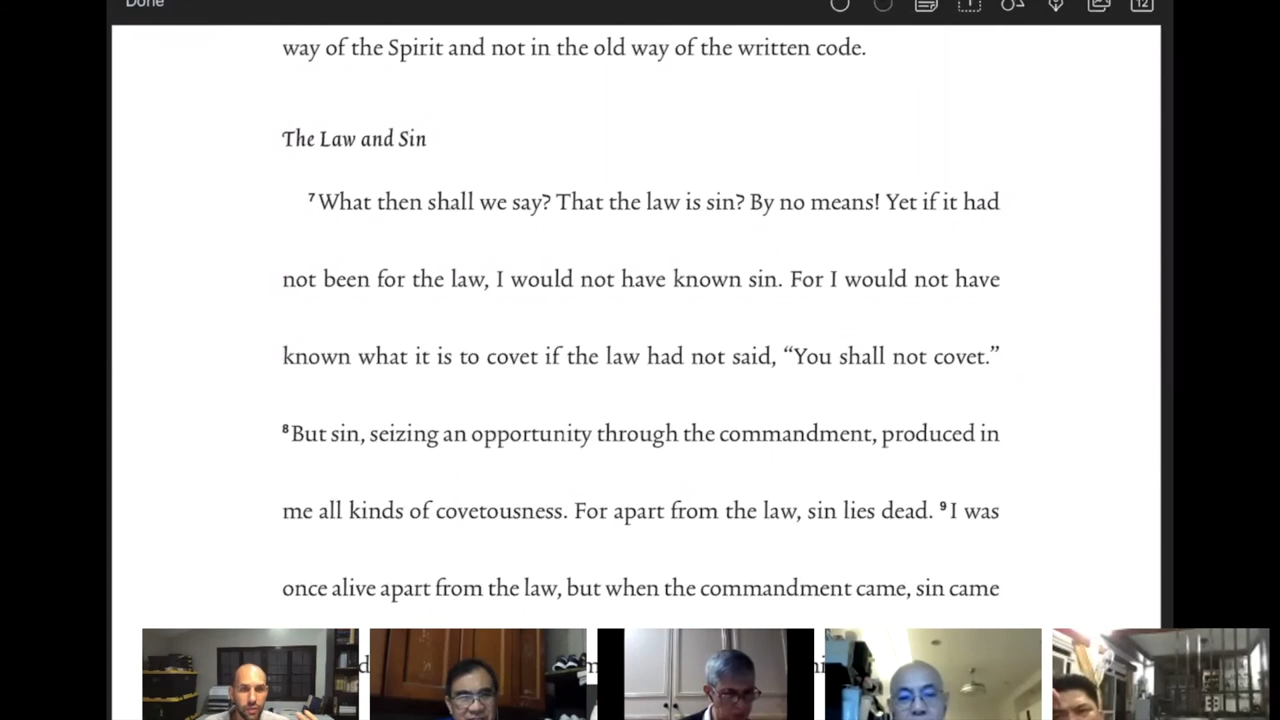 Done
12
way of the Spirit and not in the old way of the written code.
The Law and Sin
⁷What then shall we say? That the law is sin? By no means! Yet if it had
not been for the law, I would not have known sin. For I would not have
known what it is to covet if the law had not said, “You shall not covet.”
⁸But sin, seizing an opportunity through the commandment, produced in
me all kinds of covetousness. For apart from the law, sin lies dead. ⁹I was
once alive apart from the law, but when the commandment came, sin came